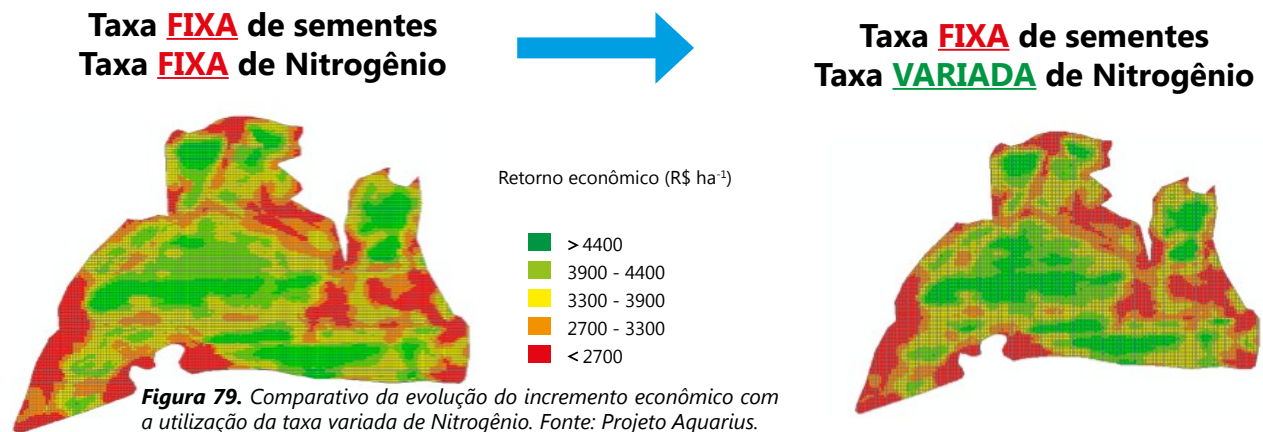 Taxa FIXA de sementes
Taxa FIXA de Nitrogênio
Taxa FIXA de sementes
Taxa VARIADA de Nitrogênio
Retorno econômico (R$ ha⁻¹)
> 4400
3900 - 4400
3300 - 3900
2700 - 3300
< 2700
Figura 79. Comparativo da evolução do incremento econômico com
a utilização da taxa variada de Nitrogênio. Fonte: Projeto Aquarius.